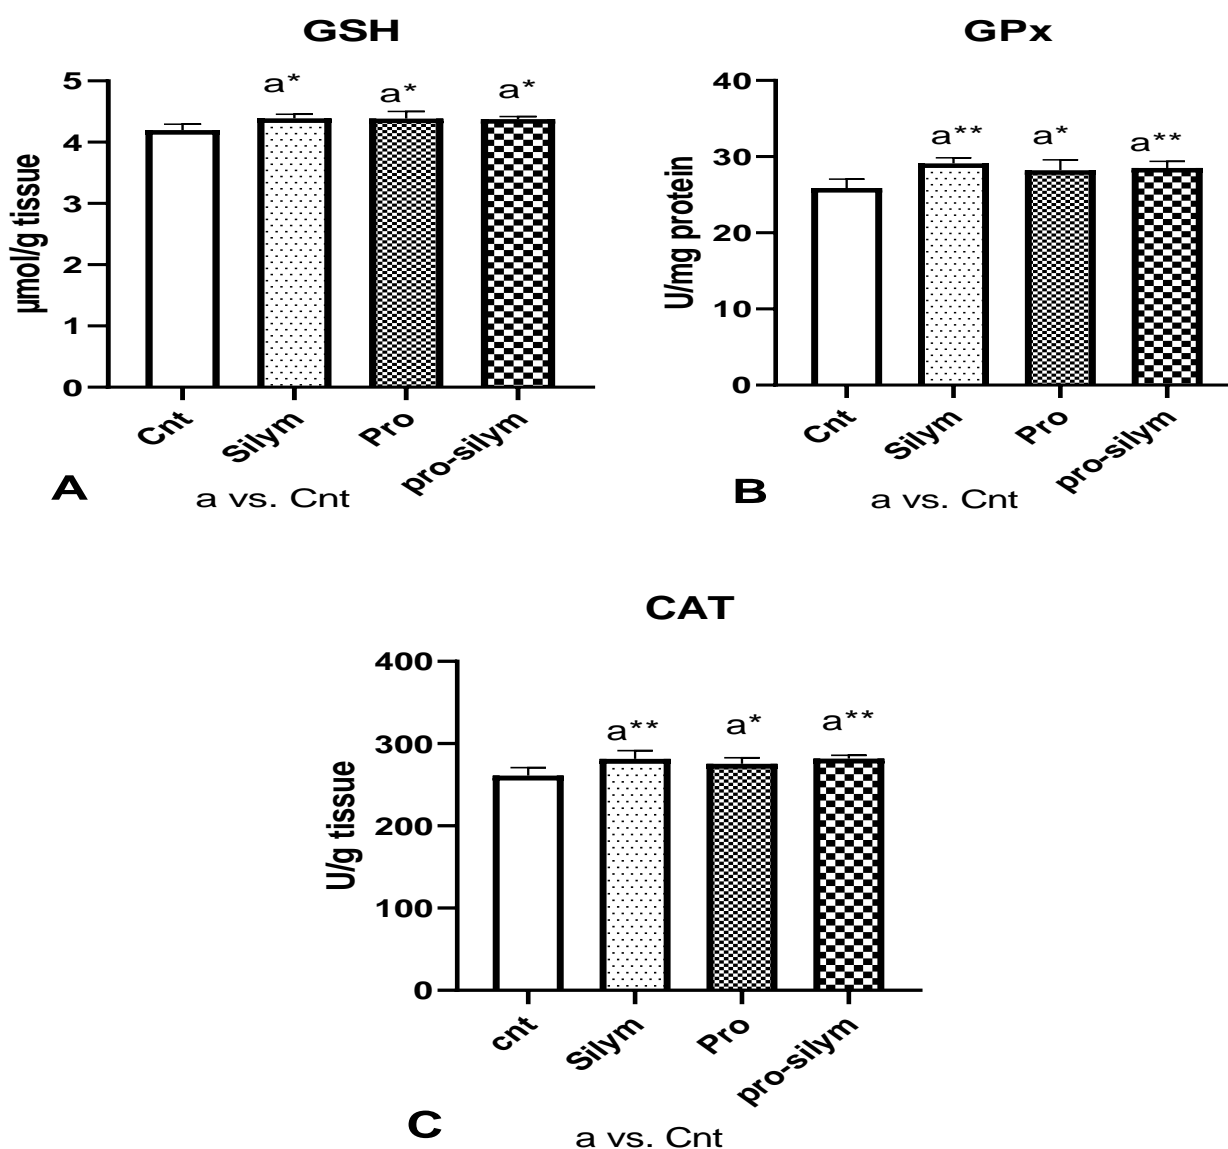 GSH
5
4
3
2
1
0
µmol/g tissue
a*
a*
a*
Cnt
Silym
Pro
pro-silym
A
a vs. Cnt
GPx
40
30
20
10
0
U/mg protein
a**
a*
a**
Cnt
Silym
Pro
pro-silym
B
a vs. Cnt
CAT
400
300
200
100
0
U/g tissue
a**
a*
a**
cnt
Silym
Pro
pro-silym
C
a vs. Cnt